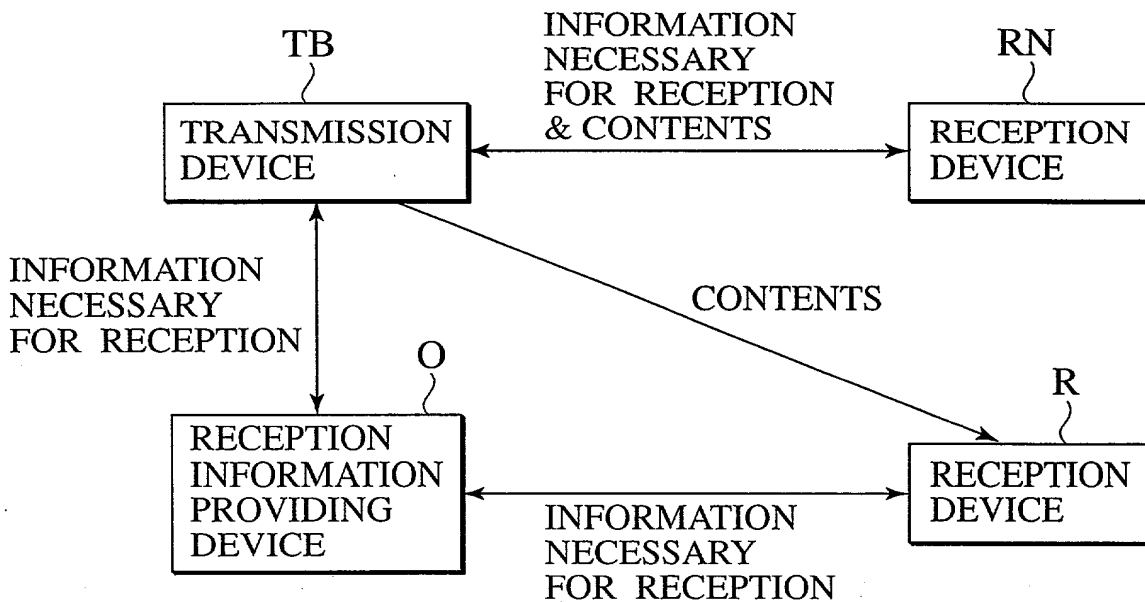 TB
INFORMATION
NECESSARY
FOR RECEPTION
& CONTENTS
RN
TRANSMISSION
DEVICE
RECEPTION
DEVICE
INFORMATION
NECESSARY
FOR RECEPTION
CONTENTS
O
R
RECEPTION
INFORMATION
PROVIDING
DEVICE
RECEPTION
DEVICE
INFORMATION
NECESSARY
FOR RECEPTION